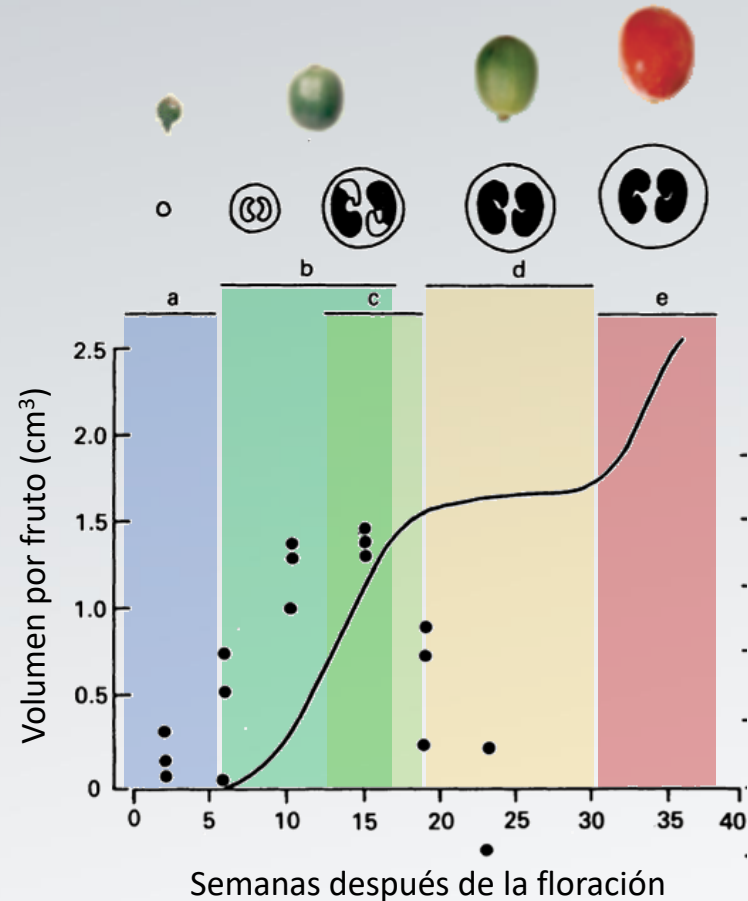 b
d
a
c
e
2.5
2.0
1.5
1.0
0.5
0
0 5 10 15 20 25 30 35 40
Volumen por fruto (cm³)
Semanas después de la floración